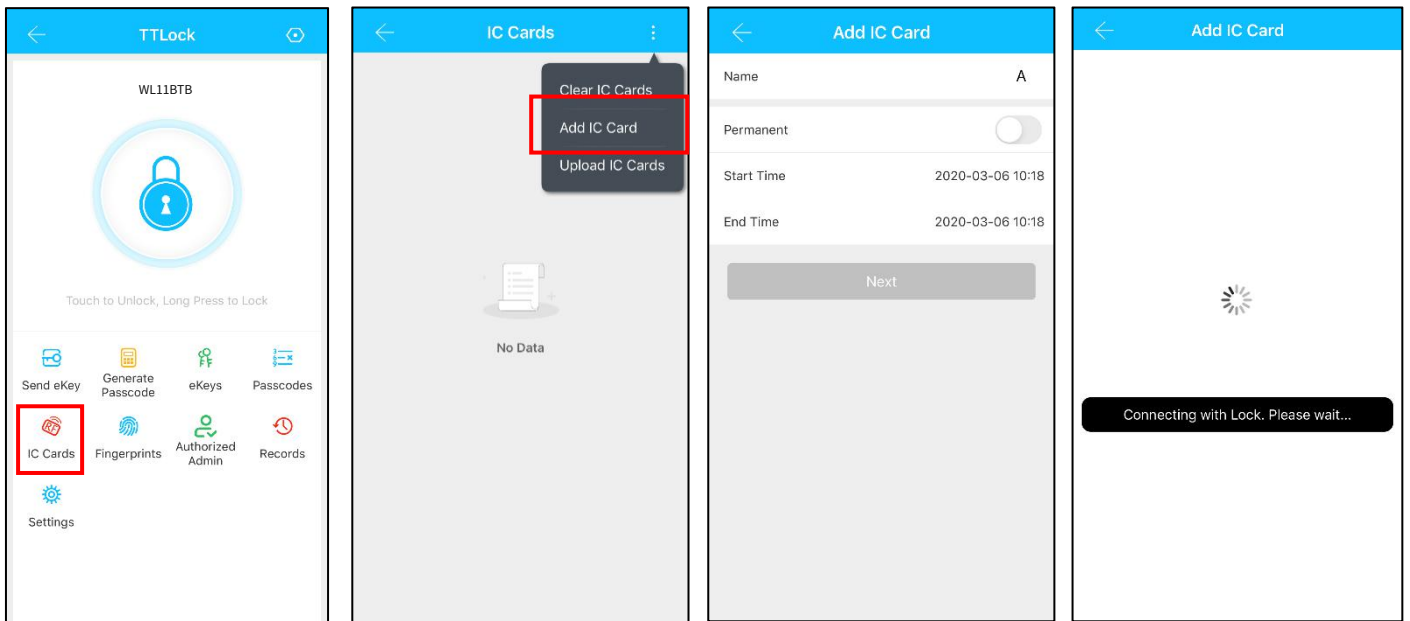 TTLock
WL11BTB
Touch to Unlock, Long Press to Lock
Send eKey
Generate
Passcode
eKeys
Passcodes
IC Cards
Fingerprints
Authorized
Admin
Records
Settings
IC Cards
Clear IC Cards
Add IC Card
Upload IC Cards
No Data
Add IC Card
Name A
Permanent
Start Time 2020-03-06 10:18
End Time 2020-03-06 10:18
Next
Add IC Card
Connecting with Lock. Please wait...